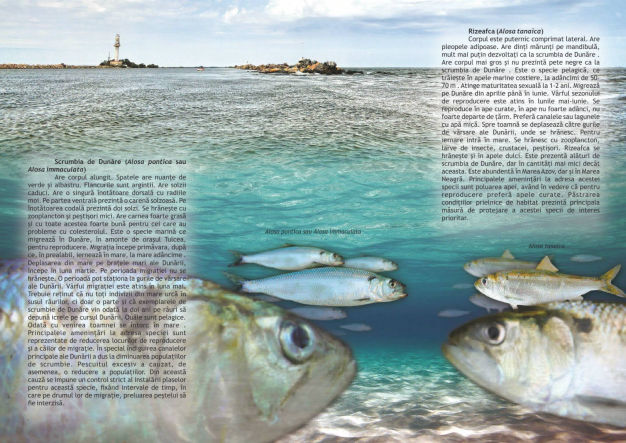 Scrumbia de Dunăre (Alosa pontica sau
Alosa immaculata)
Are corpul alungit. Spatele are nuanțe de
verde și albastru. Flancurile sunt argintii. Are solzii
caduci. Are o singură înotătoare dorsală cu radiile
moi. Pe partea ventrală prezintă o carenă solzoasă. Pe
înotătoarea codală prezintă doi solzi. Se hrănește cu
zooplancton și peștișori mici. Are carnea foarte grasă
și cu toate acestea foarte bună pentru cei care au
probleme cu colesterolul. Este o specie marină ce
migrează în Dunăre, în amonte de orașul Tulcea,
pentru reproducere. Migrația începe primăvara, după
ce, în prealabil, iernează în mare, la mare adâncime .
Deplasarea din mare pe brațele mari ale Dunării,
începe în luna martie. Pe perioada migrației nu se
hrănește. O perioadă pot staționa la gurile de vărsare
ale Dunării. Vârful migrației este atins în luna mai.
Trebuie reținut că nu toți indivizii din mare urcă în
susul râurilor, ci doar o parte și că exemplarele de
scrumbie de Dunăre vin odată la doi ani pe râuri să
depună icrele pe cursul Dunării. Ouăle sunt pelagice.
Odată cu venirea toamnei se întorc în mare .
Principalele amenințări la adresa speciei sunt
reprezentate de reducerea locurilor de reproducere
și a căilor de migrație. În special îndiguirea canalelor
principale ale Dunării a dus la diminuarea populațiilor
de scrumbie. Pescuitul excesiv a cauzat, de
asemenea, o reducere a populațiilor. Din această
cauză se impune un control strict al instalării plaselor
pentru această specie, fixând intervale de timp, în
care pe drumul lor de migrație, preluarea peștelui să
fie interzisă.
Rizeafca (Alosa tanaica)
Corpul este puternic comprimat lateral. Are
pleopele adipoase. Are dinți mărunți pe mandibulă,
mult mai puțin dezvoltați ca la scrumbia de Dunăre .
Are corpul mai gros și nu prezintă pete negre ca la
scrumbia de Dunăre . Este o specie pelagică, ce
trăiește în apele marine costiere, la adâncimi de 50-
70 m . Atinge maturitatea sexuală la 1-2 ani. Migrează
pe Dunăre din aprilie până în iunie. Vârful sezonului
de reproducere este atins în lunile mai-iunie. Se
reproduce în ape curate, în ape nu foarte adânci, nu
foarte departe de țărm. Preferă canalele sau lagunele
cu apă mică. Spre toamnă se deplasează către gurile
de vărsare ale Dunării, unde se hrănesc. Pentru
iernare intră în mare. Se hrănesc cu zooplancton,
larve de insecte, crustacei, peștișori. Rizeafca se
hrănește și în apele dulci. Este prezentă alături de
scrumbia de Dunăre, dar în cantități mai mici decât
aceasta. Este abundentă în Marea Azov, dar și în Marea
Neagră. Principalele amenințări la adresa acestei
specii sunt poluarea apei, având în vedere că pentru
reproducere preferă apele curate. Păstrarea
condițiilor prielnice de habitat prezintă principala
măsură de protejare a acestei specii de interes
prioritar.
Alosa pontica sau Alosa immaculata
Alosa tanaica